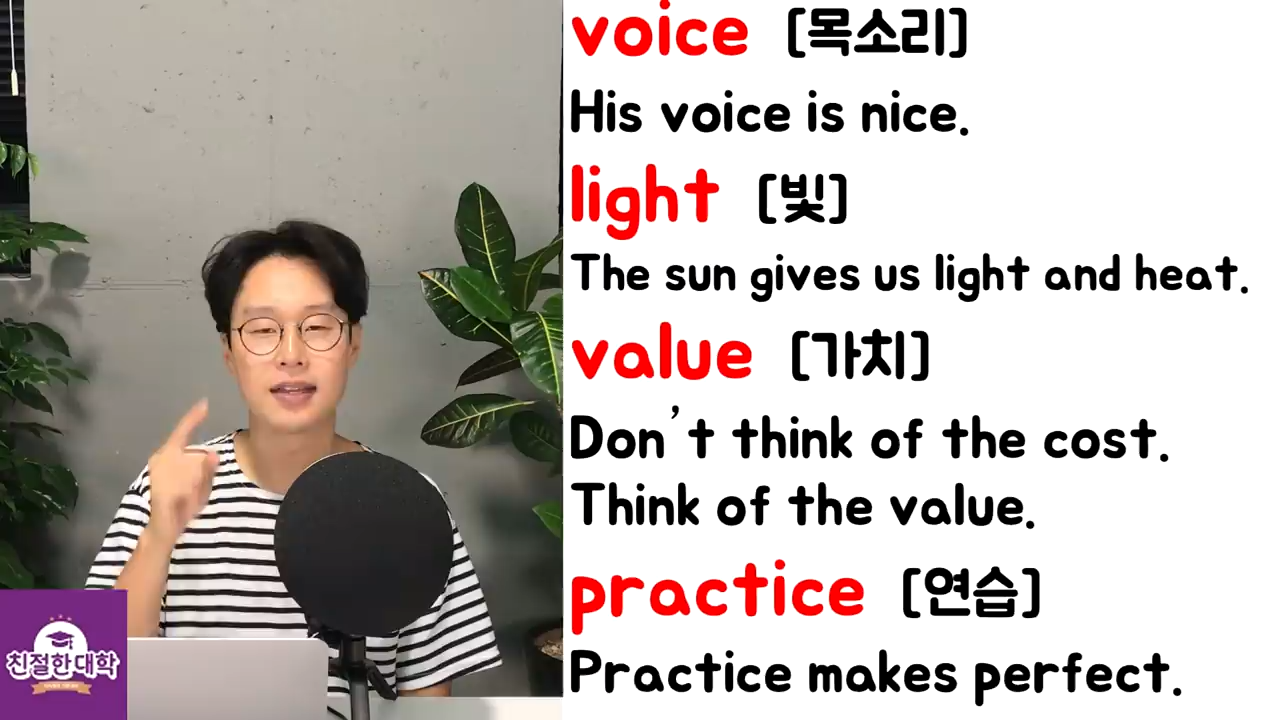 voice [목소리]
His voice is nice.
light [빛]
The sun gives us light and heat.
value [가치]
Don't think of the cost.
Think of the value.
practice [연습]
Practice makes perfect.
친절한대학